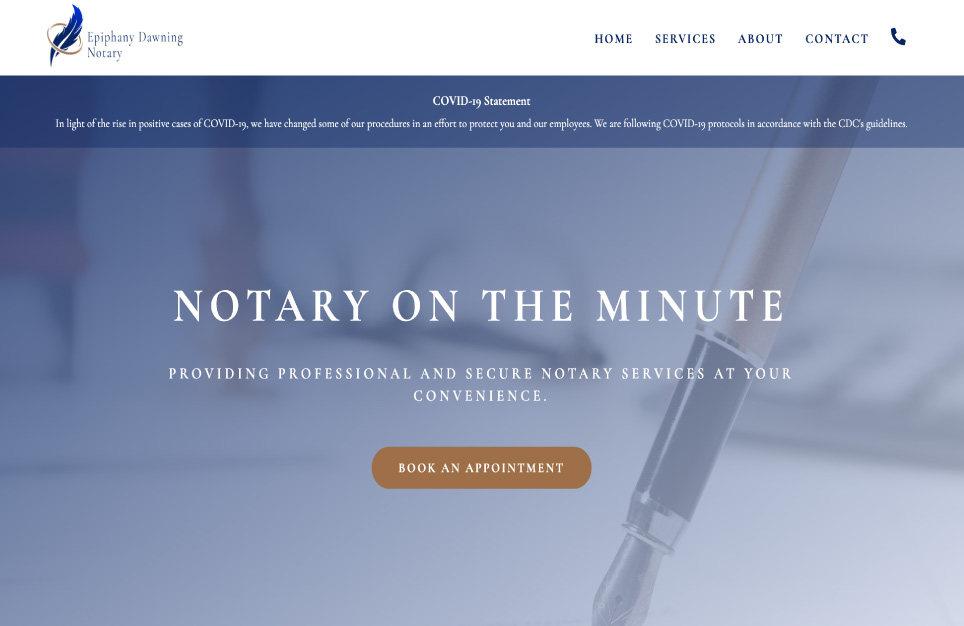 Epiphany Dawning
Notary
HOME SERVICES ABOUT CONTACT
COVID-19 Statement
In light of the rise in positive cases of COVID-19, we have changed some of our procedures in an effort to protect you and our employees. We are following COVID-19 protocols in accordance with the CDC's guidelines.
NOTARY ON THE MINUTE
PROVIDING PROFESSIONAL AND SECURE NOTARY SERVICES AT YOUR
CONVENIENCE.
BOOK AN APPOINTMENT